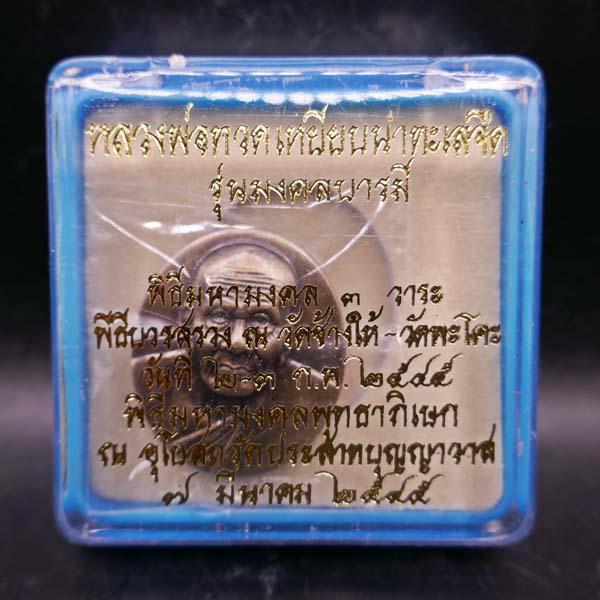 หลวงพ่อทวดเหยียบน้ำทะเลจืด
รุ่นมงคลบารมี
พิธีมหามงคล ๓ วาระ
พิธีบวรสรวง ณ วัดช้างให้ ~ วัดพะโคะ
วันที่ ๒-๓ ก.พ. ๒๕๔๕
พิธีมหามงคลพุทธาภิเษก
ณ อุโบสถวัดประสาทบุญญาวาส
๗ มีนาคม ๒๕๔๕